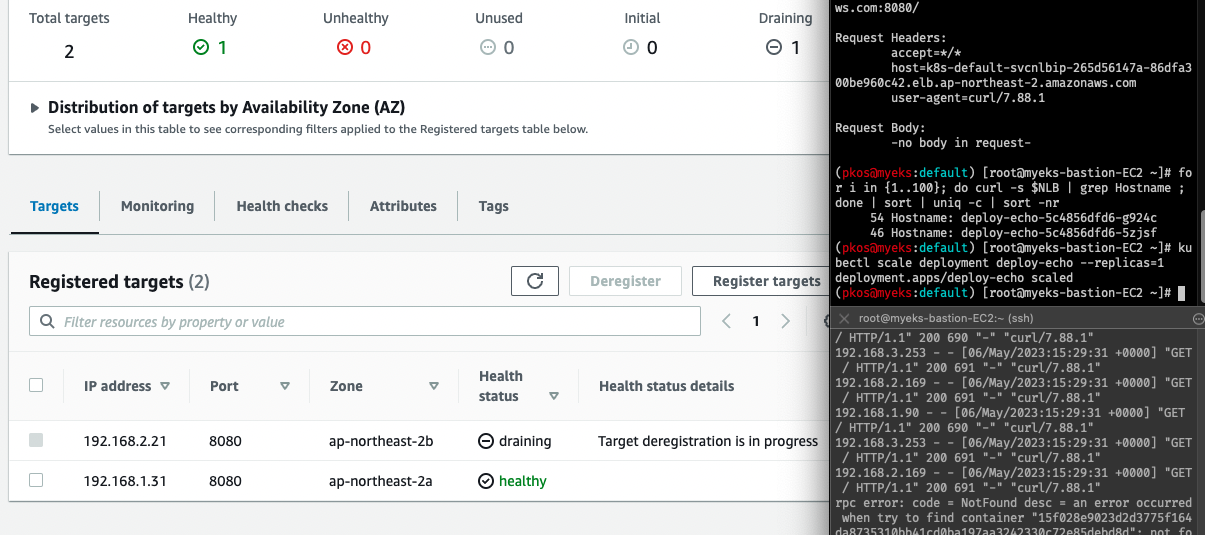 Total targets
Healthy
Unhealthy
Unused
Initial
Draining
2
1
0
0
0
1
Distribution of targets by Availability Zone (AZ)
Select values in this table to see corresponding filters applied to the Registered targets table below.
Targets
Monitoring
Health checks
Attributes
Tags
Registered targets (2)
Deregister
Register targets
Filter resources by property or value
1
IP address
Port
Zone
Health status
Health status details
192.168.2.21 8080 ap-northeast-2b draining Target deregistration is in progress
192.168.1.31 8080 ap-northeast-2a healthy
ws.com:8080/
Request Headers:
accept=*/*
host=k8s-default-svcnlbip-265d56147a-86dfa3
00be960c42.elb.ap-northeast-2.amazonaws.com
user-agent=curl/7.88.1
Request Body:
-no body in request-
(pkos@myeks:default) [root@myeks-bastion-EC2 ~]# fo
r i in {1..100}; do curl -s $NLB | grep Hostname ;
done | sort | uniq -c | sort -nr
54 Hostname: deploy-echo-5c4856dfd6-g924c
46 Hostname: deploy-echo-5c4856dfd6-5zjsf
(pkos@myeks:default) [root@myeks-bastion-EC2 ~]# ku
bectl scale deployment deploy-echo --replicas=1
deployment.apps/deploy-echo scaled
(pkos@myeks:default) [root@myeks-bastion-EC2 ~]#
root@myeks-bastion-EC2:~ (ssh)
/ HTTP/1.1" 200 690 "-" "curl/7.88.1"
192.168.3.253 - - [06/May/2023:15:29:31 +0000] "GET
/ HTTP/1.1" 200 691 "-" "curl/7.88.1"
192.168.2.169 - - [06/May/2023:15:29:31 +0000] "GET
/ HTTP/1.1" 200 691 "-" "curl/7.88.1"
192.168.1.90 - - [06/May/2023:15:29:31 +0000] "GET
/ HTTP/1.1" 200 690 "-" "curl/7.88.1"
192.168.3.253 - - [06/May/2023:15:29:31 +0000] "GET
/ HTTP/1.1" 200 691 "-" "curl/7.88.1"
192.168.2.169 - - [06/May/2023:15:29:31 +0000] "GET
/ HTTP/1.1" 200 691 "-" "curl/7.88.1"
rpc error: code = NotFound desc = an error occurred
when try to find container "15f028e9023d2d3775f164
da8735310bb41cd0ba197aa3242330c72e85debd8d": not fo